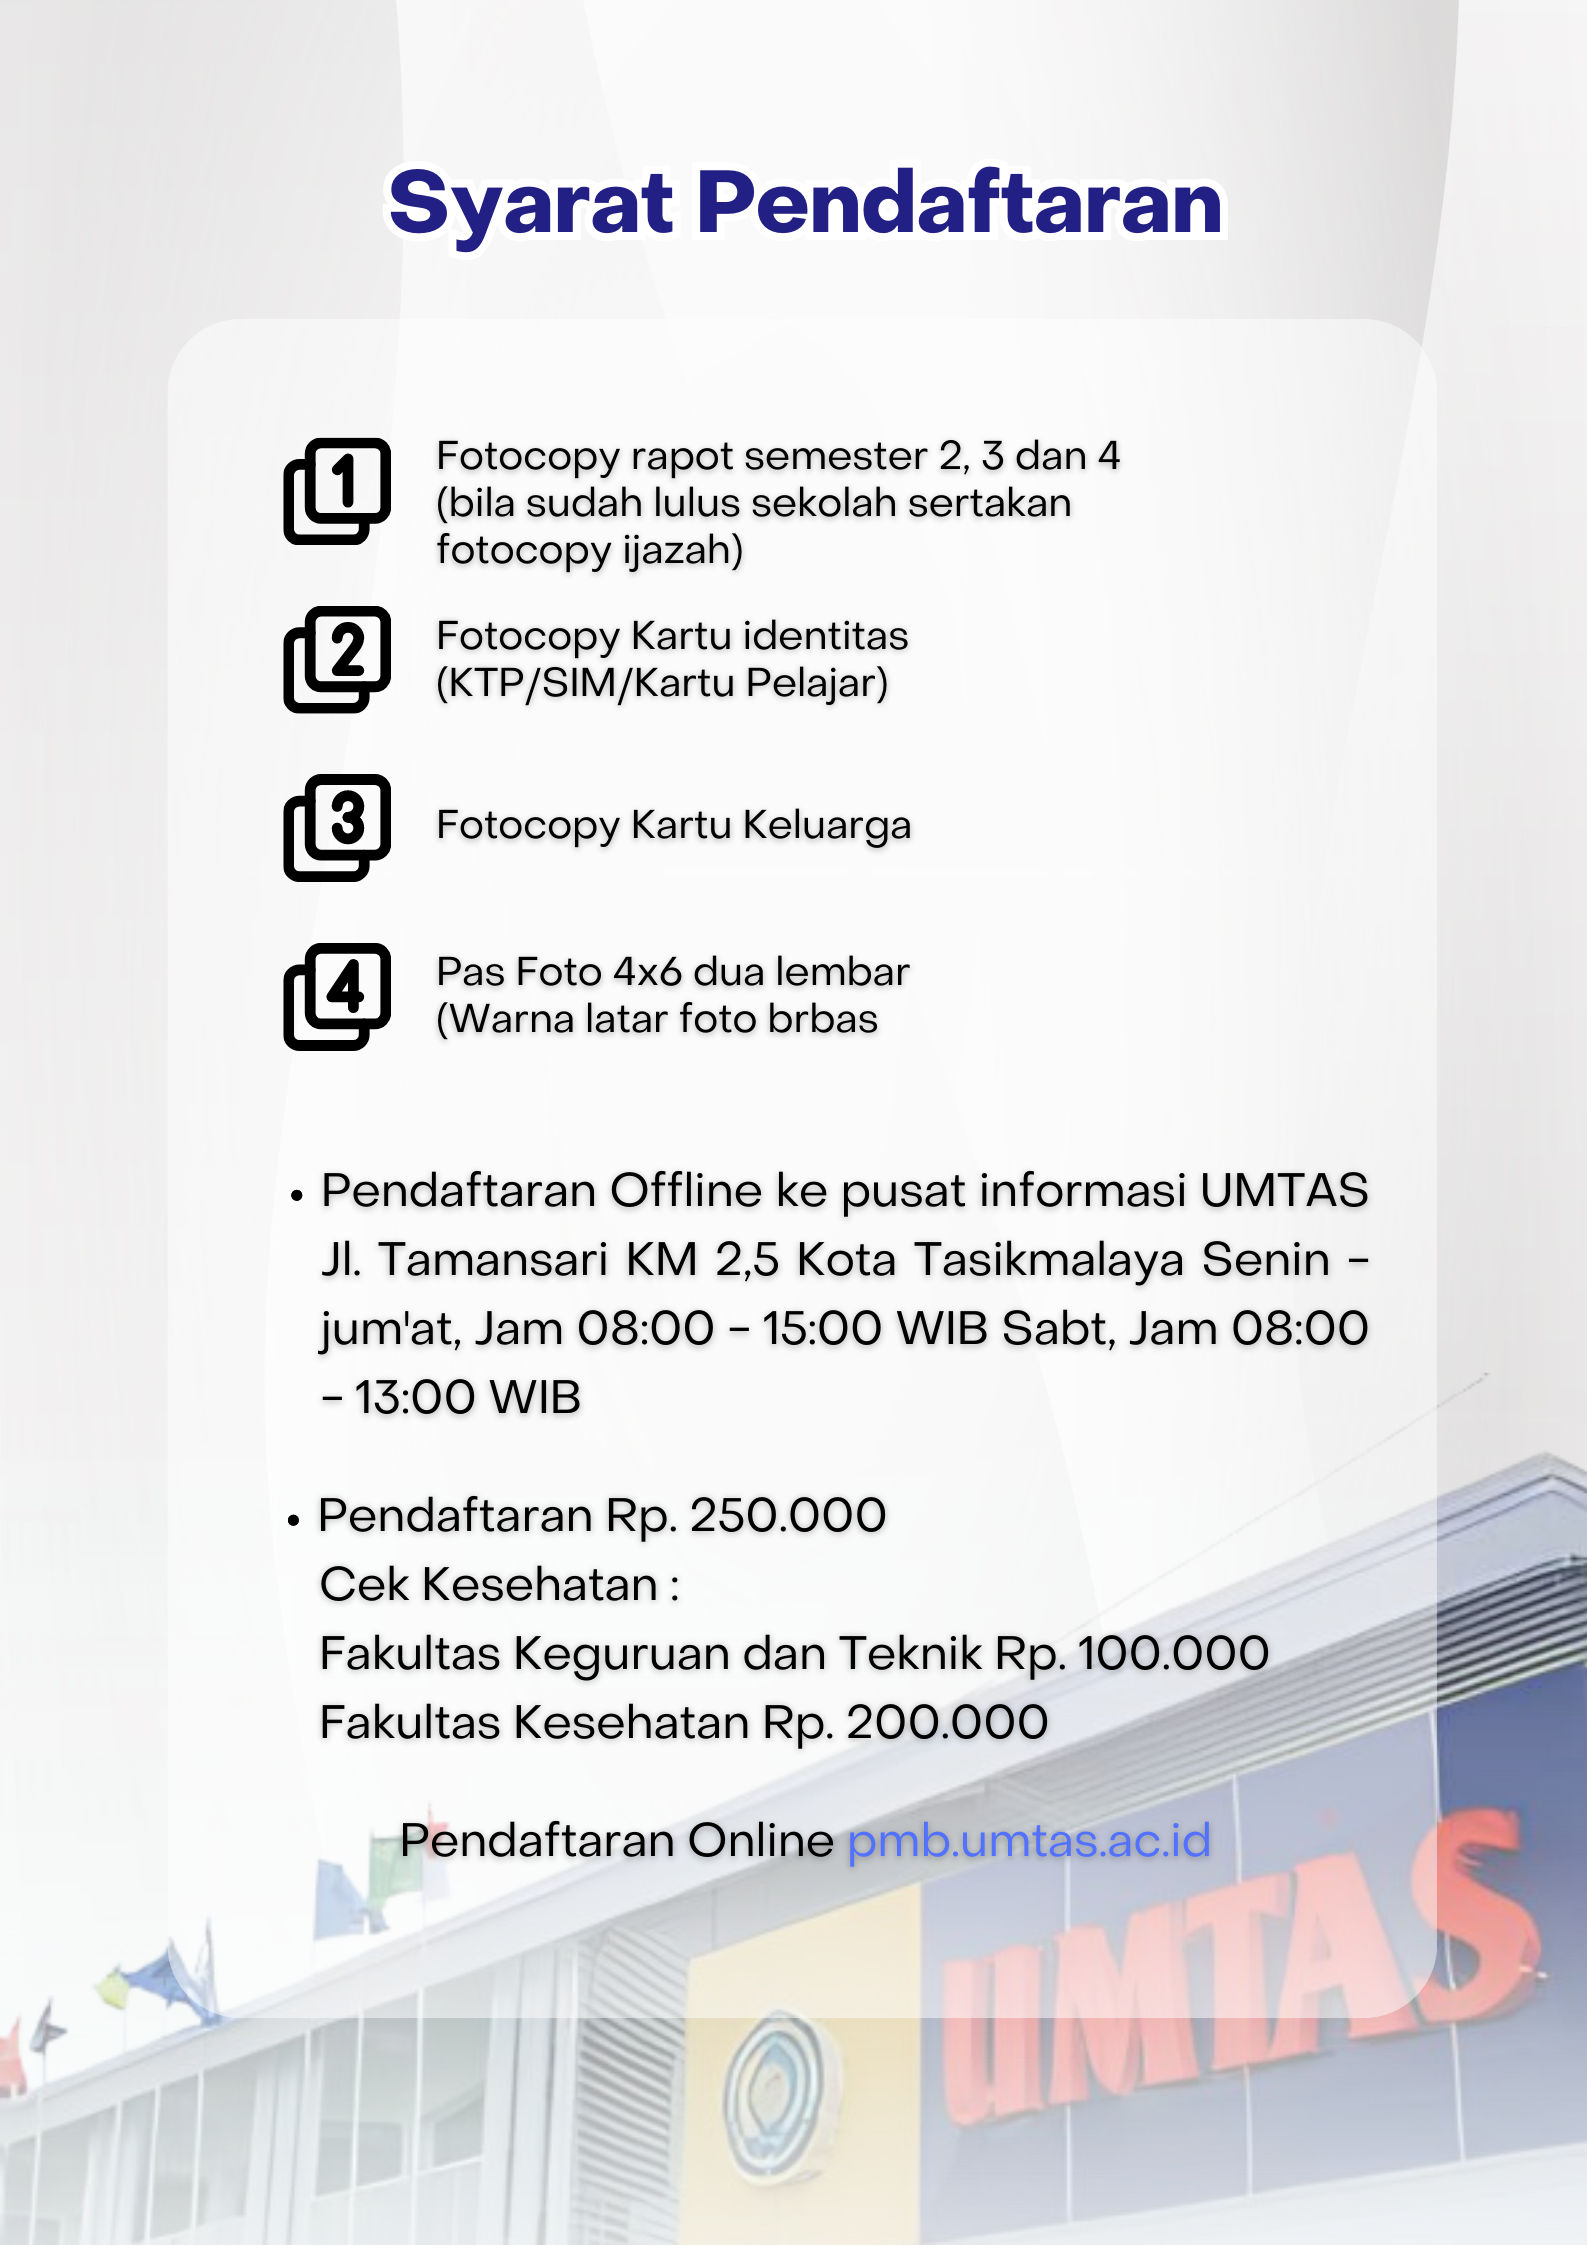 Syarat Pendaftaran
1
Fotocopy rapot semester 2, 3 dan 4
(bila sudah lulus sekolah sertakan
fotocopy ijazah)
2
Fotocopy Kartu identitas
(KTP/SIM/Kartu Pelajar)
3
Fotocopy Kartu Keluarga
4
Pas Foto 4x6 dua lembar
(Warna latar foto brbas
• Pendaftaran Offline ke pusat informasi UMTAS
Jl. Tamansari KM 2,5 Kota Tasikmalaya Senin –
jum'at, Jam 08:00 – 15:00 WIB Sabt, Jam 08:00
– 13:00 WIB
• Pendaftaran Rp. 250.000
Cek Kesehatan :
Fakultas Keguruan dan Teknik Rp. 100.000
Fakultas Kesehatan Rp. 200.000
Pendaftaran Online pmb.umtas.ac.id
UMTAS